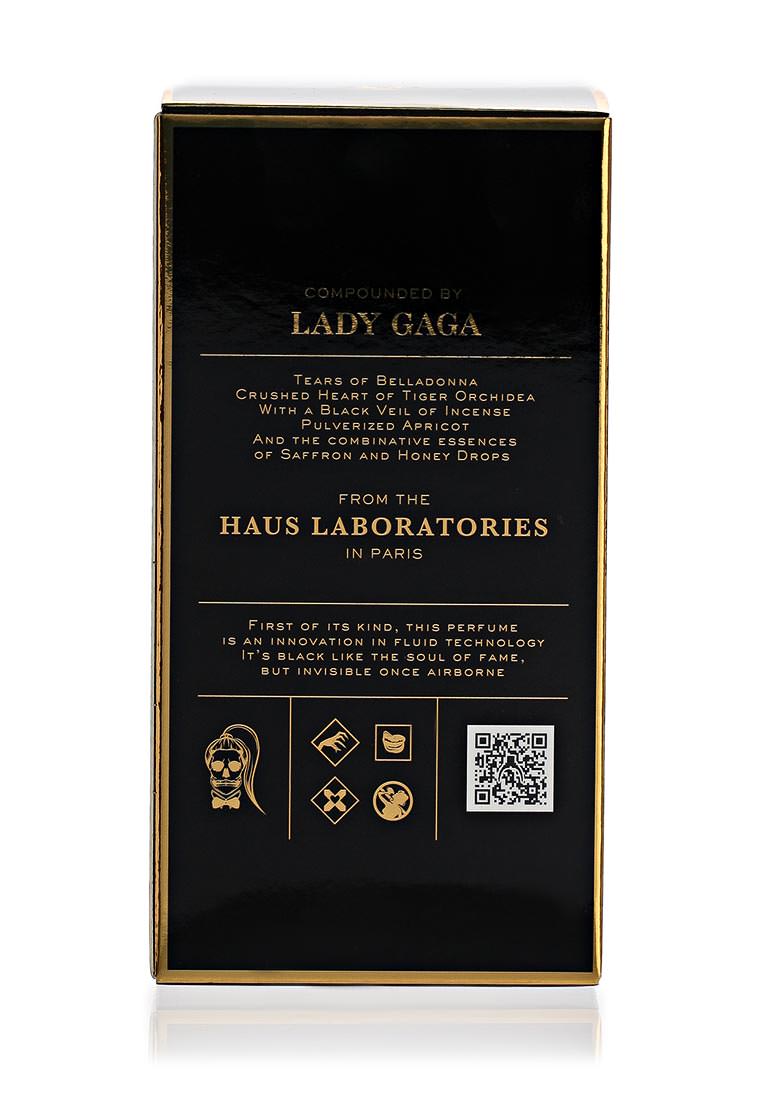 COMPOUNDED BY
LADY GAGA
TEARS OF BELLADONNA
CRUSHED HEART OF TIGER ORCHIDEA
WITH A BLACK VEIL OF INCENSE
PULVERIZED APRICOT
AND THE COMBINATIVE ESSENCES
OF SAFFRON AND HONEY DROPS
FROM THE
HAUS LABORATORIES
IN PARIS
FIRST OF ITS KIND, THIS PERFUME
IS AN INNOVATION IN FLUID TECHNOLOGY
IT'S BLACK LIKE THE SOUL OF FAME,
BUT INVISIBLE ONCE AIRBORNE